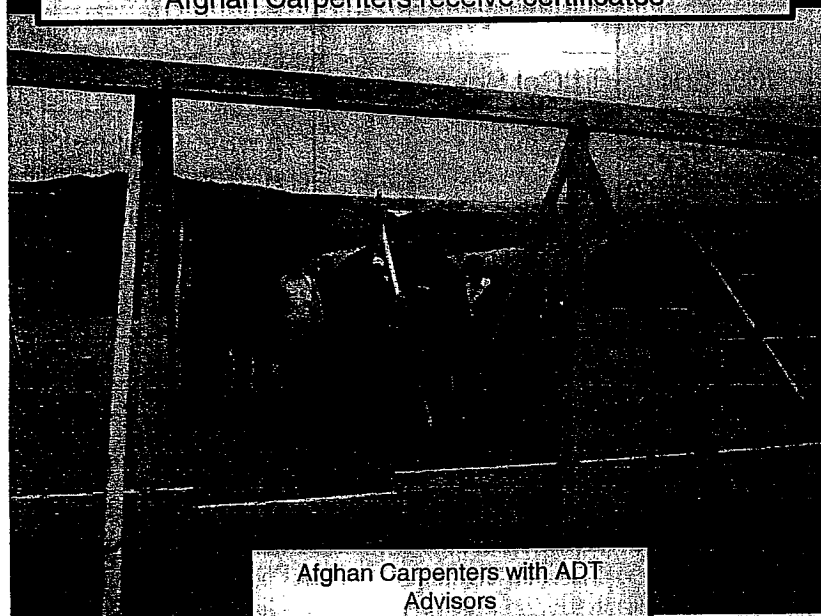 Afghan Carpenters receive certificates
Afghan Carpenters with ADT
Advisors